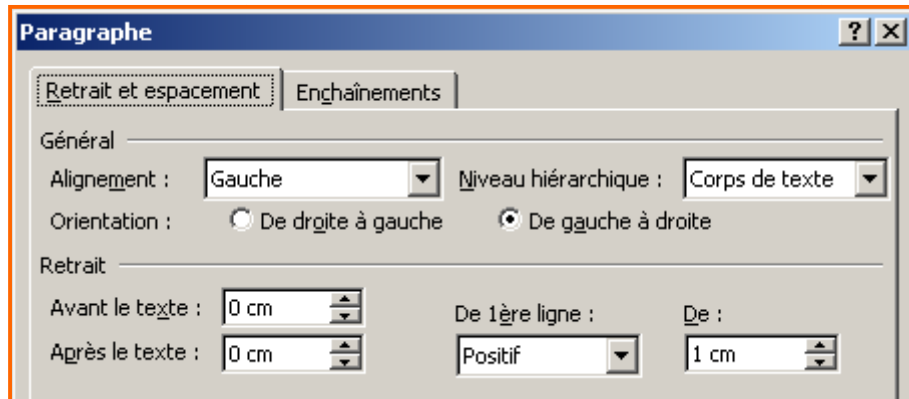 Paragraphe
Retrait et espacement Enchaînements
Général
Alignement : Gauche Niveau hiérarchique : Corps de texte
Orientation : De droite à gauche De gauche à droite
Retrait
Avant le texte : 0 cm De 1ère ligne : De :
Après le texte : 0 cm Positif 1 cm